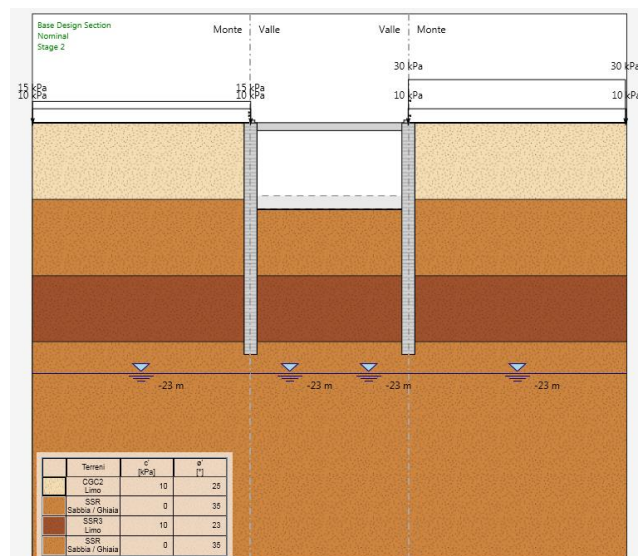 Base Design Section
Nominal
Stage 2
Monte Valle Valle Monte
30 kPa 30 kPa
15 kPa 15 kPa
10 kPa 10 kPa 10 kPa 10 kPa
-23 m -23 m -23 m -23 m
Terreni c' [kPa] ø' [°]
CGC2 Limo 10 25
SSR Sabbia / Ghiaia 0 35
SSR3 Limo 10 23
SSR Sabbia / Ghiaia 0 35